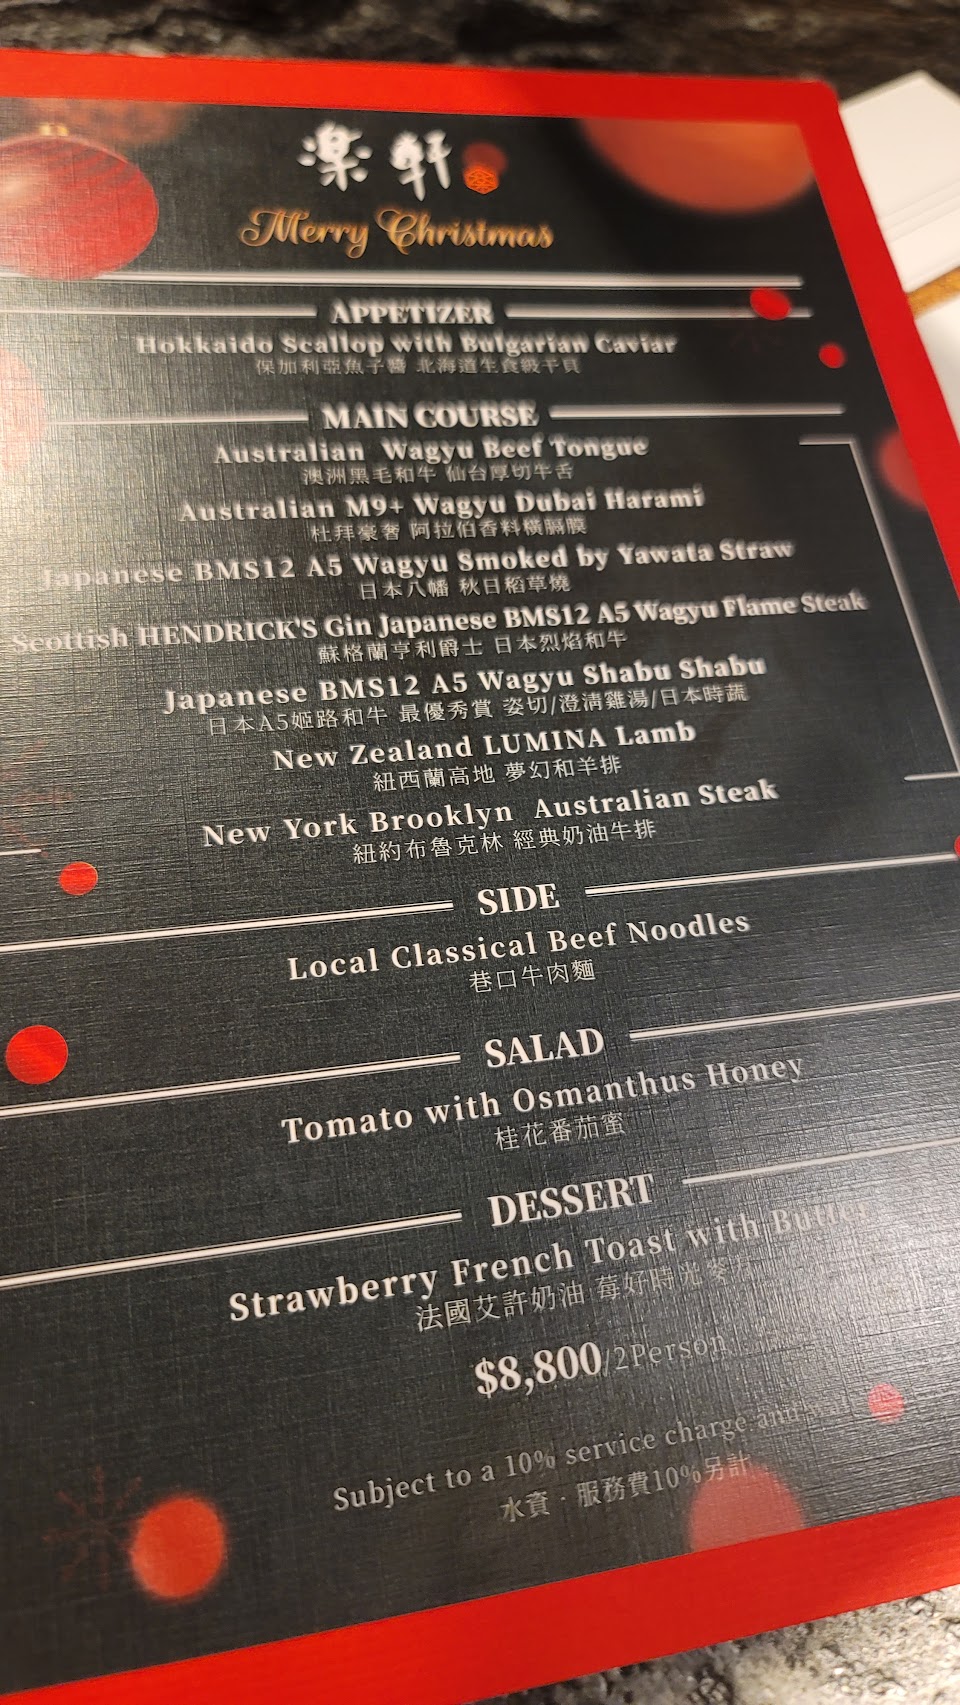 楽軒
Merry Christmas
APPETIZER
Hokkaido Scallop with Bulgarian Caviar
保加利亞魚子醬 北海道生食級干貝
MAIN COURSE
Australian Wagyu Beef Tongue
澳洲黑毛和牛 仙台厚切牛舌
Australian M9+ Wagyu Dubai Harami
杜拜豪奢 阿拉伯香料橫膈膜
Japanese BMS12 A5 Wagyu Smoked by Yawata Straw
日本八幡 秋日稻草燒
Scottish HENDRICK'S Gin Japanese BMS12 A5 Wagyu Flame Steak
蘇格蘭亨利爵士 日本烈焰和牛
Japanese BMS12 A5 Wagyu Shabu Shabu
日本A5姬路和牛 最優秀賞 姿切/澄清雞湯/日本時蔬
New Zealand LUMINA Lamb
紐西蘭高地 夢幻和羊排
New York Brooklyn Australian Steak
紐約布魯克林 經典奶油牛排
SIDE
Local Classical Beef Noodles
巷口牛肉麵
SALAD
Tomato with Osmanthus Honey
桂花番茄蜜
DESSERT
Strawberry French Toast with Butter
法國艾許奶油 莓好時光
$8,800/2Person
Subject to a 10% service charge and
水資·服務費10%另計